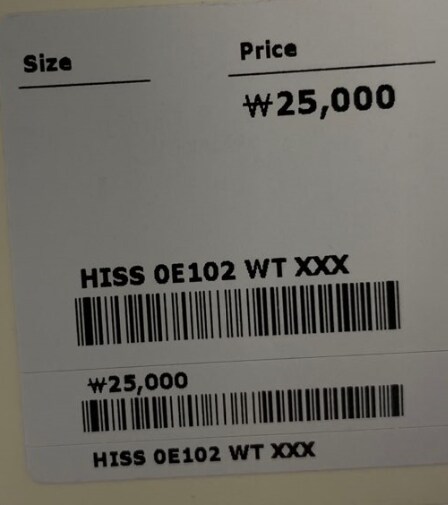 Size
Price
₩25,000
HISS 0E102 WT XXX
₩25,000
HISS 0E102 WT XXX